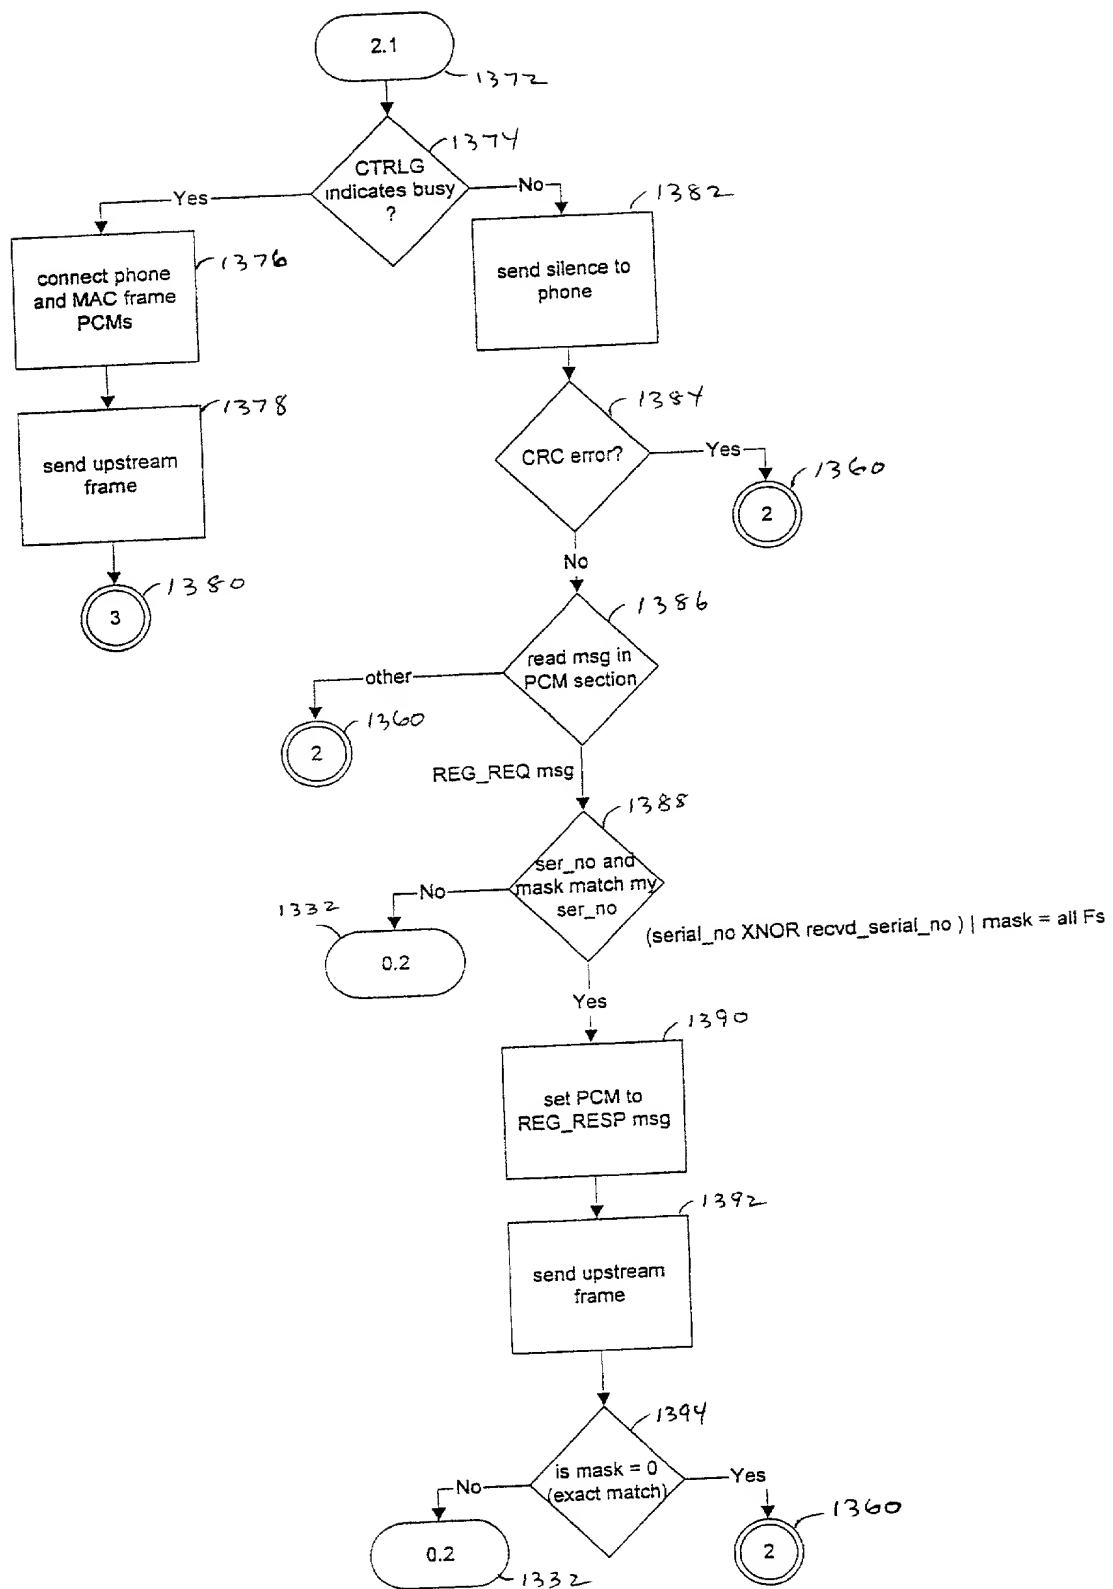 2.1
1372
CTRLG
indicates busy
?
1374
Yes
No
1382
connect phone
and MAC frame
PCMs
1376
send silence to
phone
send upstream
frame
1378
CRC error?
1384
Yes
1360
2
No
3
1380
read msg in
PCM section
1386
other
1360
2
REG_REQ msg
ser_no and
mask match my
ser_no
1388
No
1332
0.2
(serial_no XNOR recvd_serial_no ) | mask = all Fs
Yes
1390
set PCM to
REG_RESP msg
1392
send upstream
frame
1394
is mask = 0
(exact match)
No
Yes
0.2
1332
1360
2